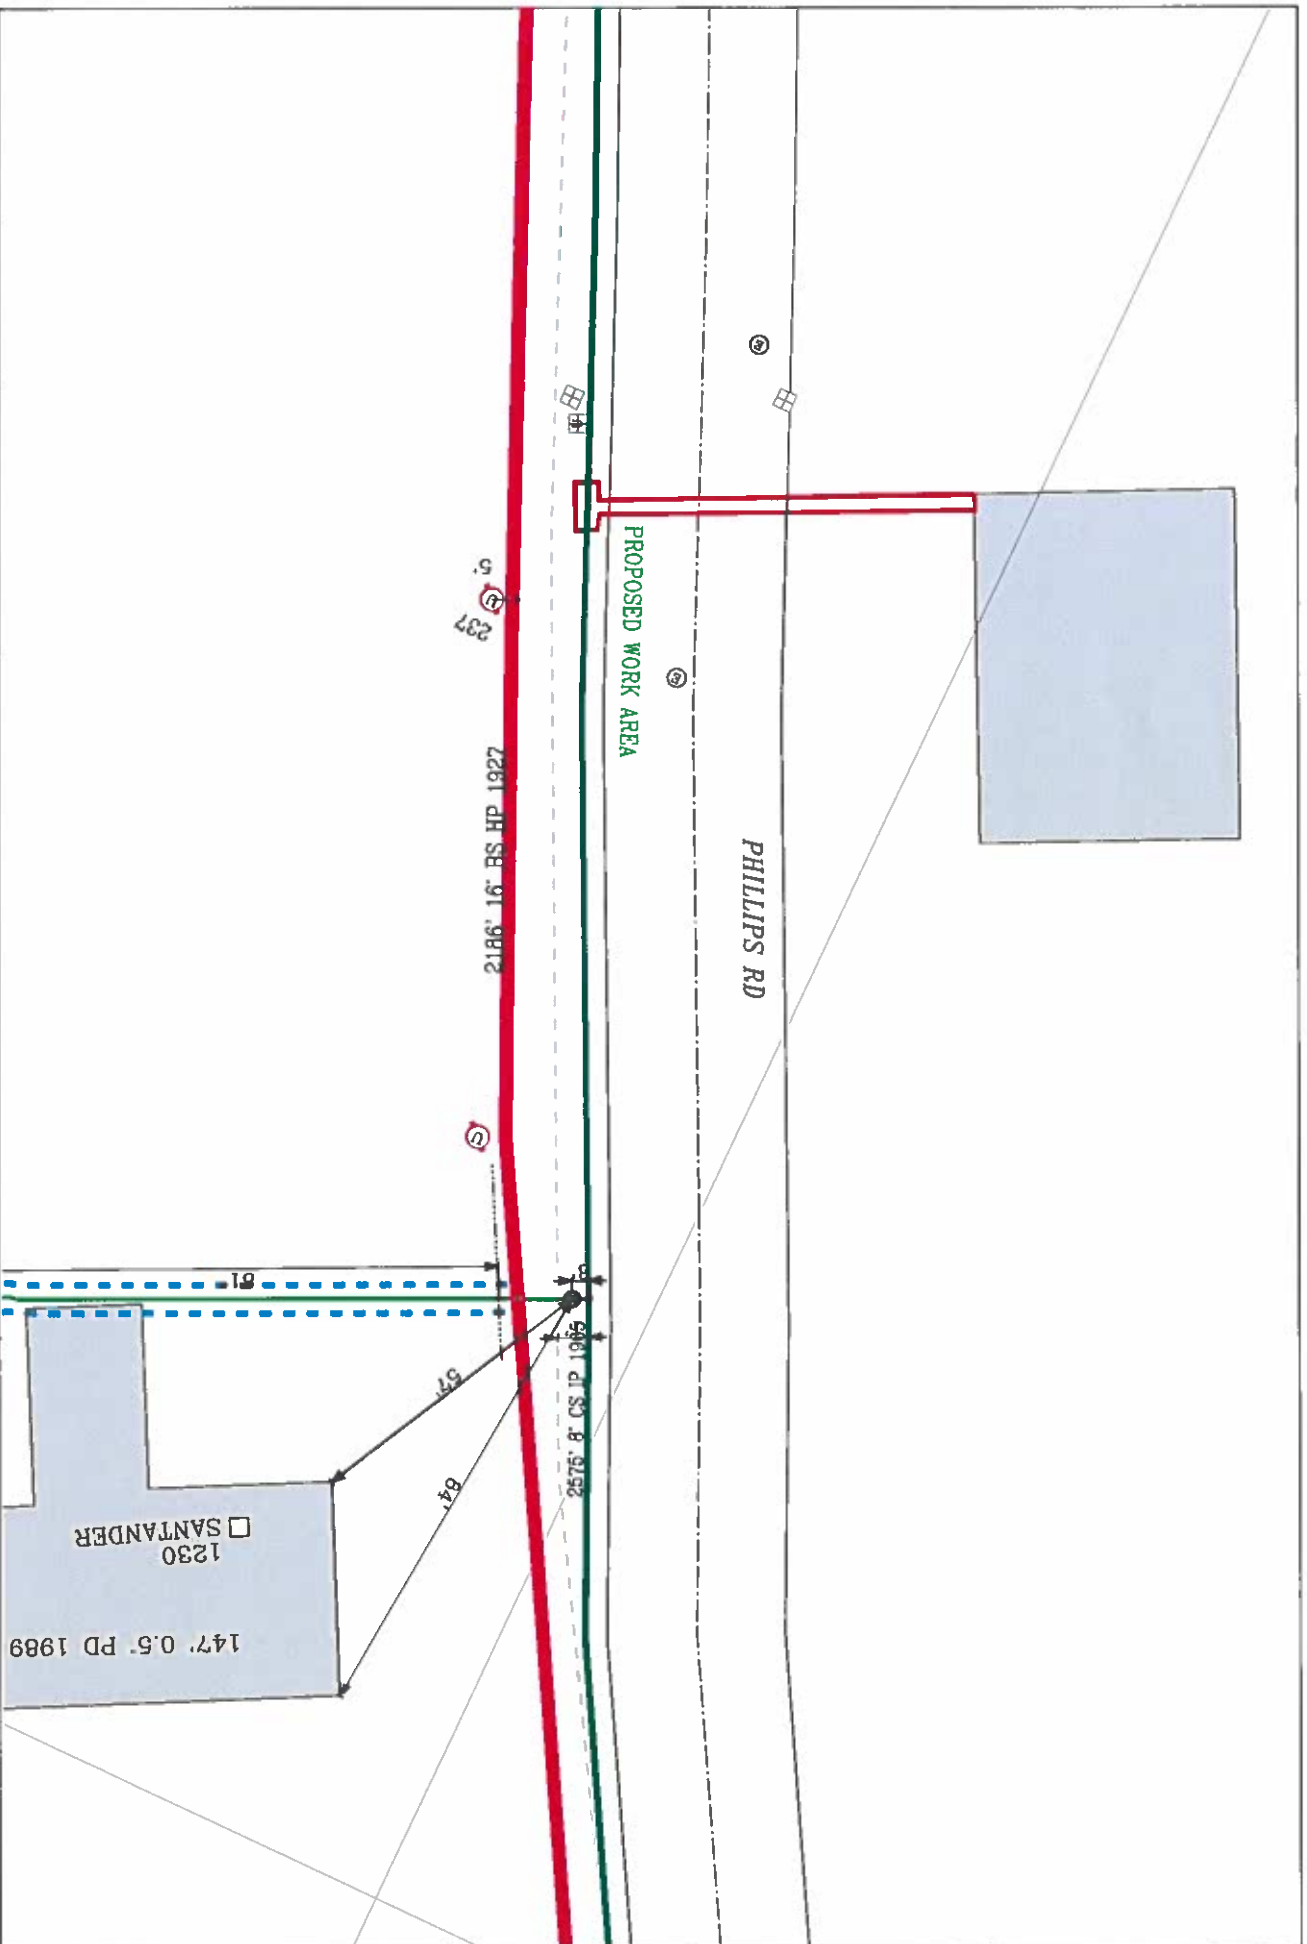 PROPOSED WORK AREA
5'
U
237
2186' 16" BS HP 1927
PHILLIPS RD
U
81'
8'
2575' 8" CS IP 1965
57'
84'
SANTANDER
1230
147' 0.5" PD 1989